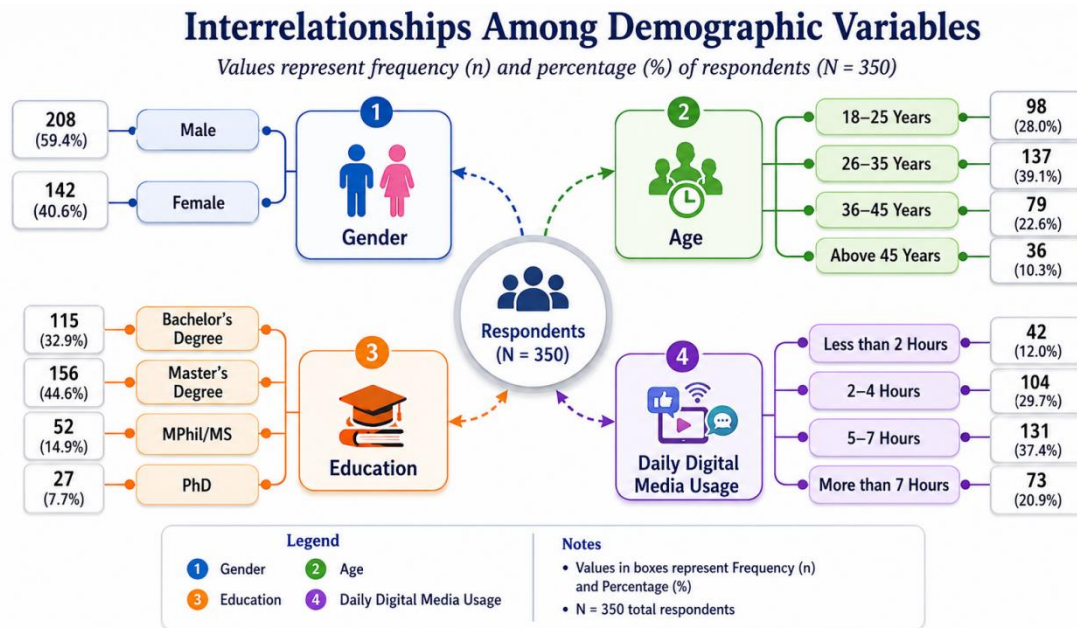 Interrelationships Among Demographic Variables
Values represent frequency (n) and percentage (%) of respondents (N = 350)
1
Gender
208
(59.4%)
Male
142
(40.6%)
Female
2
Age
18–25 Years
98
(28.0%)
26–35 Years
137
(39.1%)
36–45 Years
79
(22.6%)
Above 45 Years
36
(10.3%)
Respondents
(N = 350)
3
Education
115
(32.9%)
Bachelor's
Degree
156
(44.6%)
Master's
Degree
52
(14.9%)
MPhil/MS
27
(7.7%)
PhD
4
Daily Digital
Media Usage
Less than 2 Hours
42
(12.0%)
2–4 Hours
104
(29.7%)
5–7 Hours
131
(37.4%)
More than 7 Hours
73
(20.9%)
Legend
1 Gender
2 Age
3 Education
4 Daily Digital Media Usage
Notes
• Values in boxes represent Frequency (n)
and Percentage (%)
• N = 350 total respondents